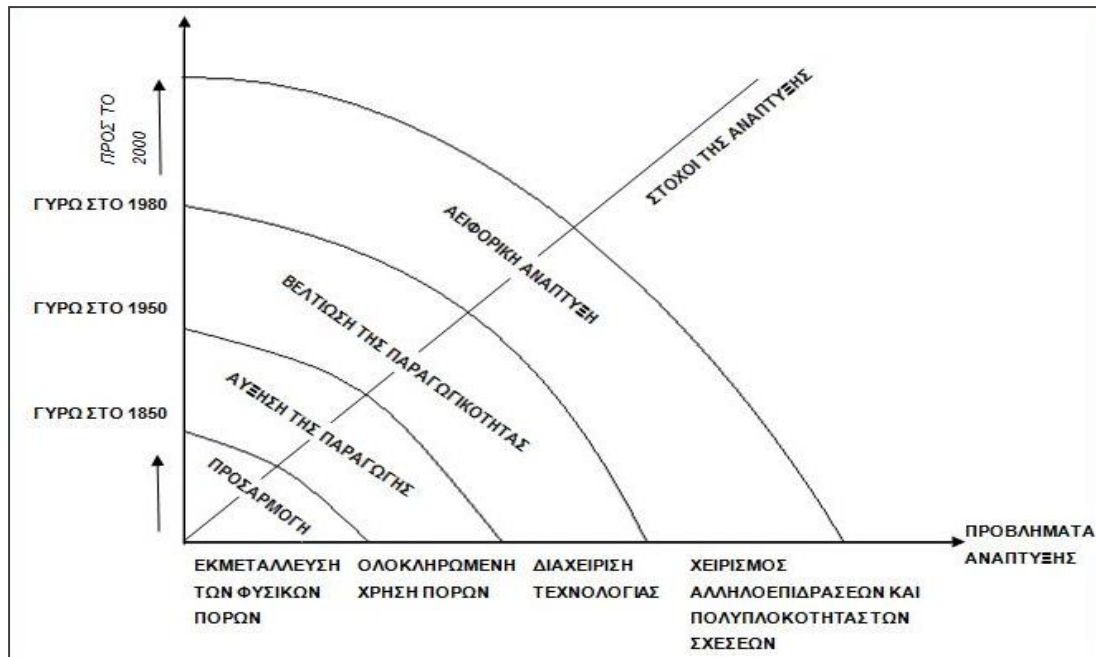 ΠΡΟΣ ΤΟ
2000
ΣΤΟΧΟΙ ΤΗΣ ΑΝΑΠΤΥΞΗΣ
ΓΥΡΩ ΣΤΟ 1980
ΑΕΙΦΟΡΙΚΗ ΑΝΑΠΤΥΞΗ
ΓΥΡΩ ΣΤΟ 1950
ΒΕΛΤΙΩΣΗ ΤΗΣ ΠΑΡΑΓΩΓΙΚΟΤΗΤΑΣ
ΓΥΡΩ ΣΤΟ 1850
ΑΥΞΗΣΗ ΤΗΣ ΠΑΡΑΓΩΓΗΣ
ΠΡΟΣΑΡΜΟΓΗ
ΠΡΟΒΛΗΜΑΤΑ
ΑΝΑΠΤΥΞΗΣ
ΕΚΜΕΤΑΛΛΕΥΣΗ
ΤΩΝ ΦΥΣΙΚΩΝ
ΠΟΡΩΝ
ΟΛΟΚΛΗΡΩΜΕΝΗ
ΧΡΗΣΗ ΠΟΡΩΝ
ΔΙΑΧΕΙΡΙΣΗ
ΤΕΧΝΟΛΟΓΙΑΣ
ΧΕΙΡΙΣΜΟΣ
ΑΛΛΗΛΟΕΠΙΔΡΑΣΕΩΝ ΚΑΙ
ΠΟΛΥΠΛΟΚΟΤΗΤΑΣ ΤΩΝ
ΣΧΕΣΕΩΝ